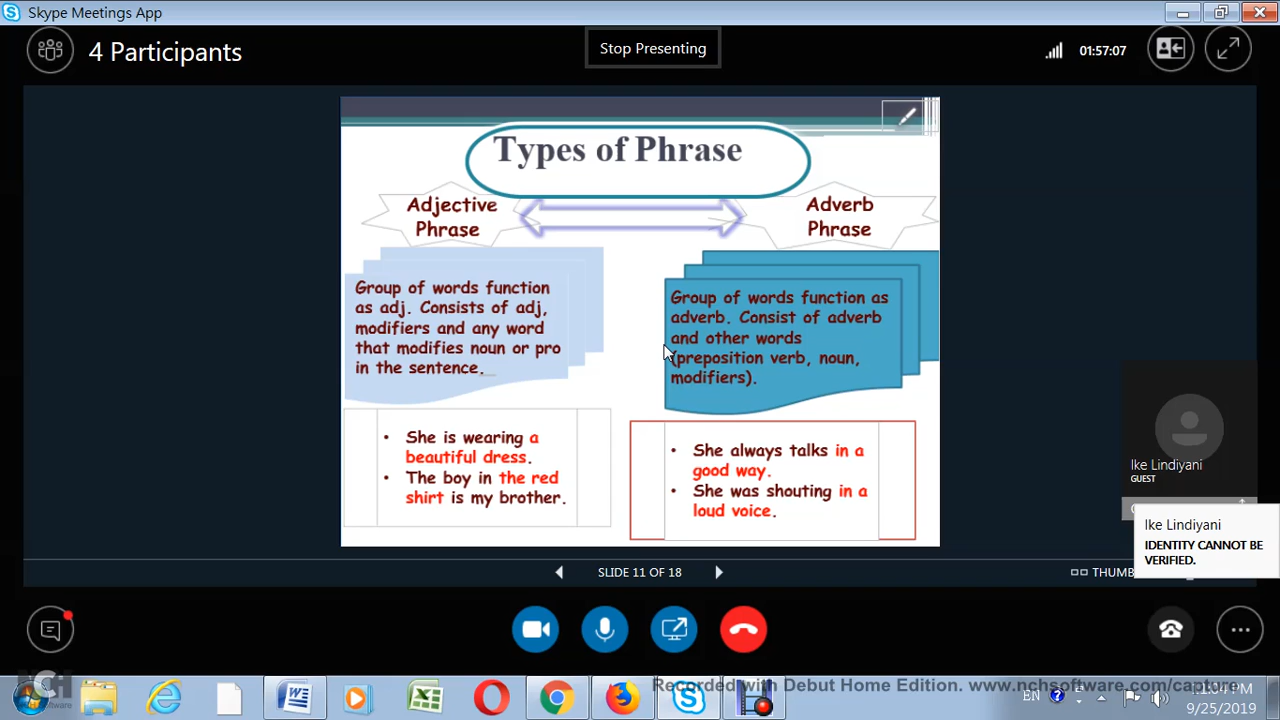 Skype Meetings App
4 Participants
Stop Presenting
01:57:07
Types of Phrase
Adjective
Phrase
Adverb
Phrase
Group of words function
as adj. Consists of adj,
modifiers and any word
that modifies noun or pro
in the sentence.
Group of words function as
adverb. Consist of adverb
and other words
(preposition verb, noun,
modifiers).
• She is wearing a
beautiful dress.
• The boy in the red
shirt is my brother.
• She always talks in a
good way.
• She was shouting in a
loud voice.
Ike Lindiyani
GUEST
Ike Lindiyani
IDENTITY CANNOT BE
VERIFIED.
SLIDE 11 OF 18
THUMB
NCH
Software
Recorded with Debut Home Edition. www.nchsoftware.com/capture
EN
11:04 PM
9/25/2019